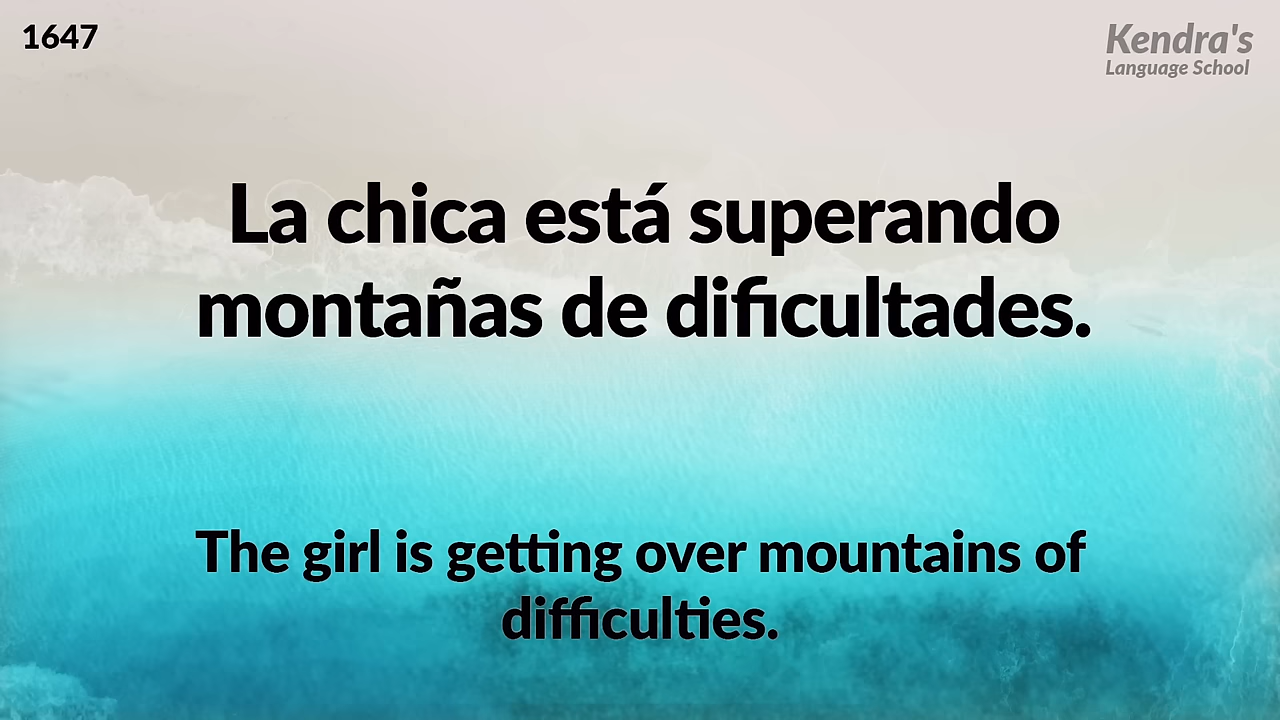 1647
Kendra's
Language School
La chica está superando
montañas de dificultades.
The girl is getting over mountains of
difficulties.